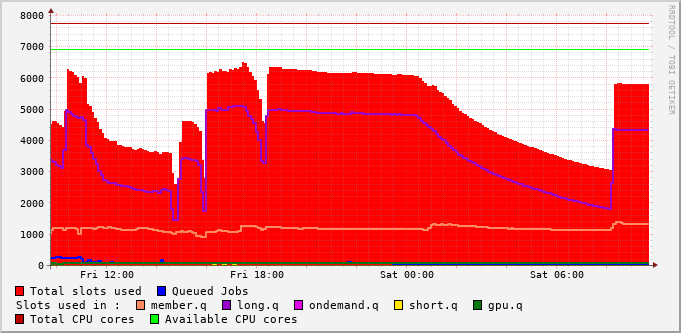 8000
7000
6000
5000
4000
3000
2000
1000
0
Fri 12:00 Fri 18:00 Sat 00:00 Sat 06:00
Total slots used Queued Jobs
Slots used in : member.q long.q ondemand.q short.q gpu.q
Total CPU cores Available CPU cores
RRDTOOL / TOBI OETIKER